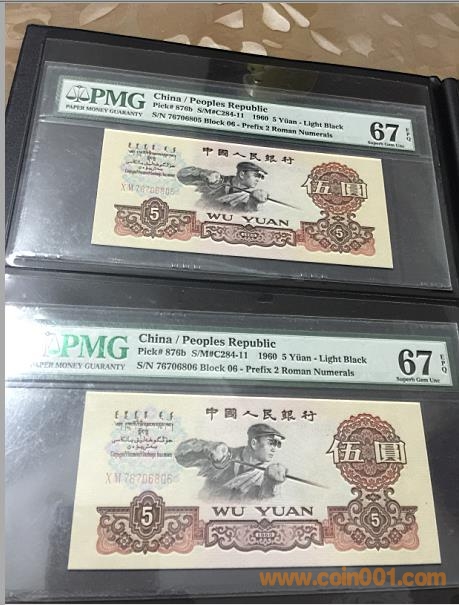 PMG
PAPER MONEY GUARANTY
China / Peoples Republic
Pick# 876b S/M#C284-11 1960 5 Yüan - Light Black
S/N 76706805 Block 06 - Prefix 2 Roman Numerals
67 EPQ
Superb Gem Unc
中國人民銀行
XM76706805
伍圓
5
WU YUAN
5
PMG
PAPER MONEY GUARANTY
China / Peoples Republic
Pick# 876b S/M#C284-11 1960 5 Yüan - Light Black
S/N 76706806 Block 06 - Prefix 2 Roman Numerals
67 EPQ
Superb Gem Unc
中國人民銀行
XM76706806
伍圓
5
WU YUAN
1960
5
www.coin001.com